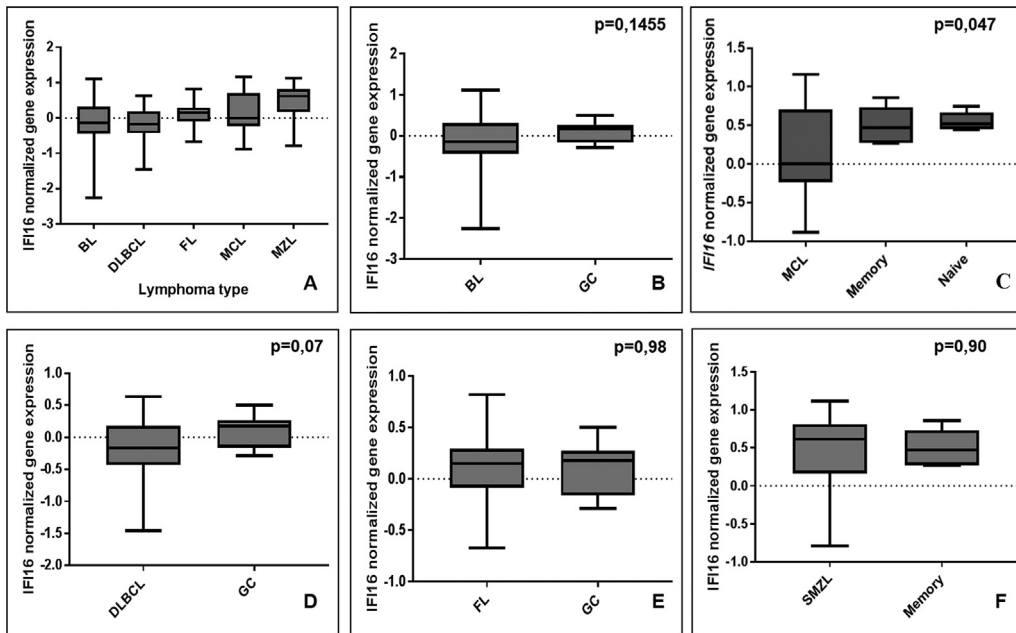 IFI16 normalized gene expression
2
1
0
-1
-2
-3
BL
DLBCL
FL
MCL
MZL
Lymphoma type
A
p=0,1455
IFI16 normalized gene expression
2
1
0
-1
-2
-3
BL
GC
B
p=0,047
IFI16 normalized gene expression
1.5
1.0
0.5
0.0
-0.5
-1.0
MCL
Memory
Naive
C
p=0,07
IFI16 normalized gene expression
1.0
0.5
0.0
-0.5
-1.0
-1.5
-2.0
DLBCL
GC
D
p=0,98
IFI16 normalized gene expression
1.0
0.5
0.0
-0.5
-1.0
FL
GC
E
p=0,90
IFI16 normalized gene expression
1.5
1.0
0.5
0.0
-0.5
-1.0
SMZL
Memory
F